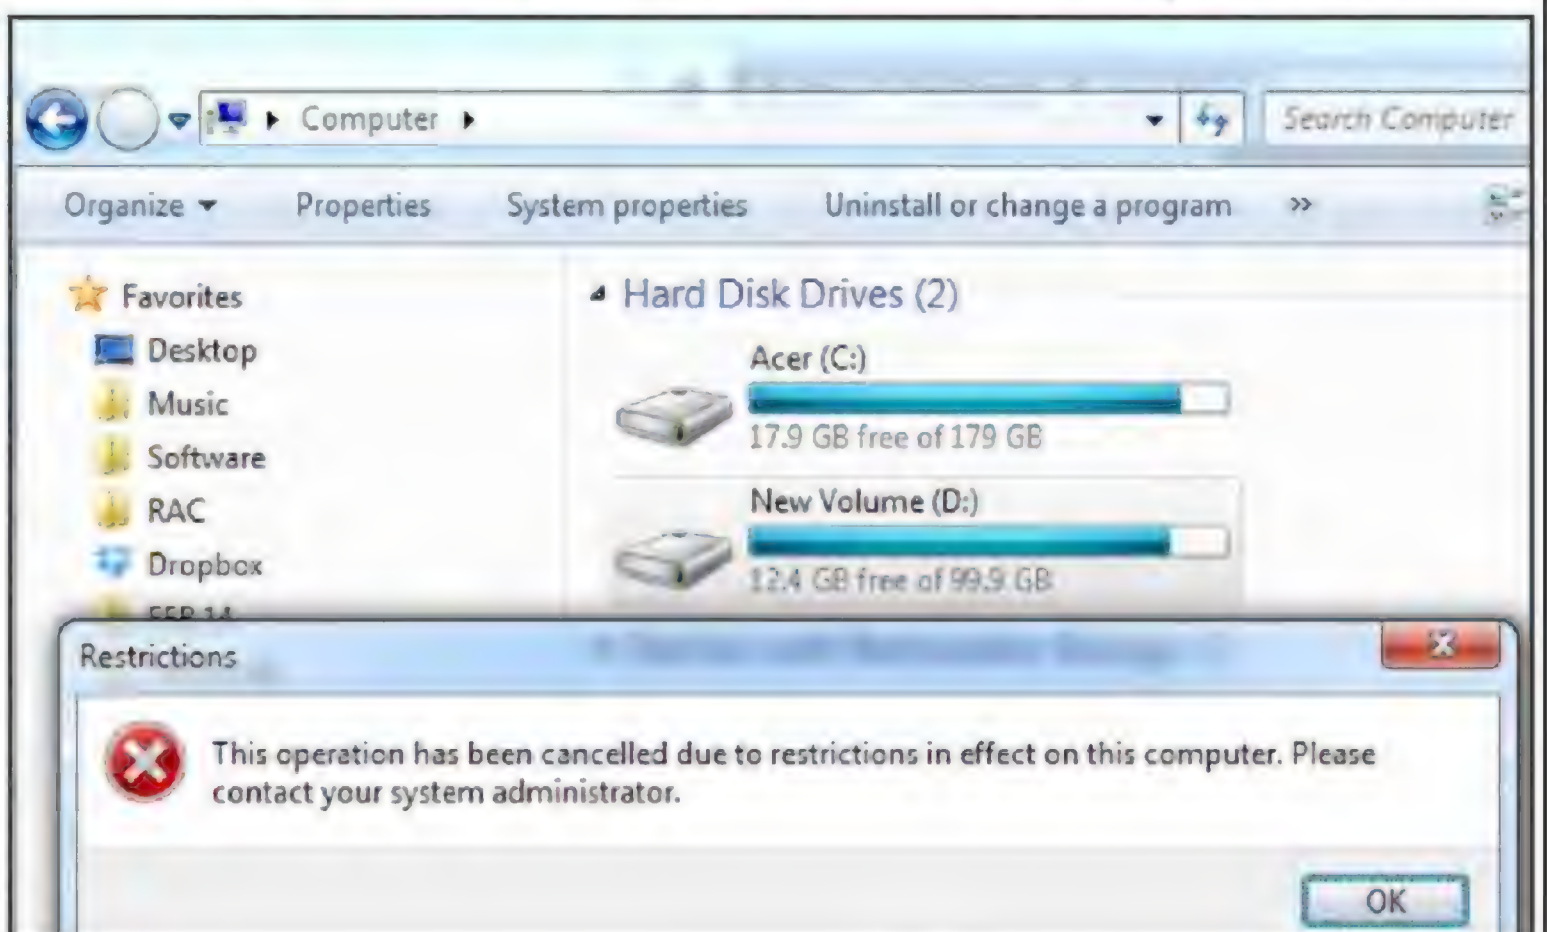 Computer
Search Computer
Organize
Properties
System properties
Uninstall or change a program
»
Favorites
Desktop
Music
Software
RAC
Dropbox
Hard Disk Drives (2)
Acer (C:)
17.9 GB free of 179 GB
New Volume (D:)
12.4 GB free of 99.9 GB
Restrictions
This operation has been cancelled due to restrictions in effect on this computer. Please
contact your system administrator.
OK